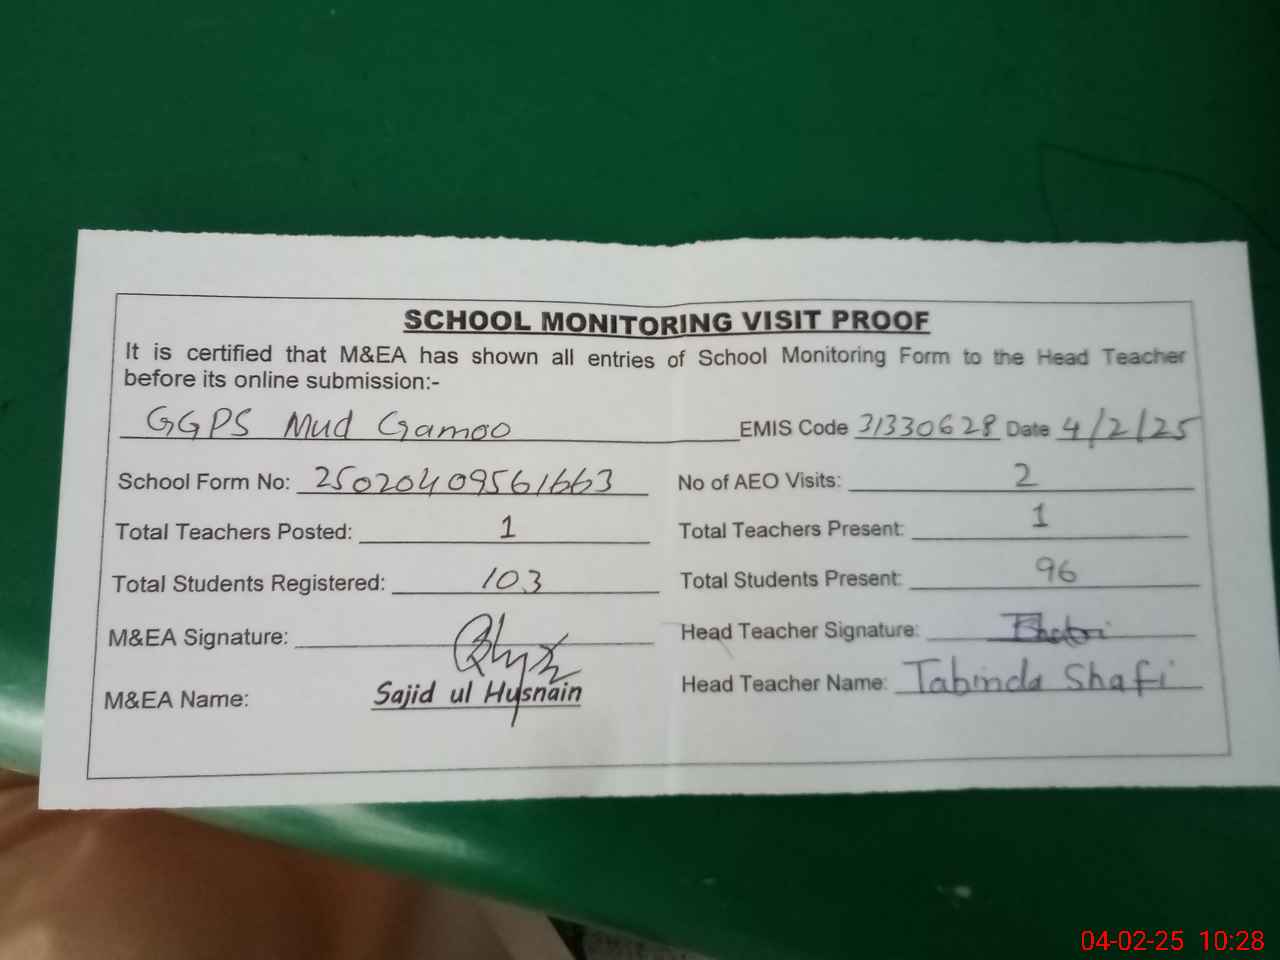 SCHOOL MONITORING VISIT PROOF
It is certified that M&EA has shown all entries of School Monitoring Form to the Head Teacher
before its online submission:-
GGPS Mud Gamoo EMIS Code 31330628 Date 4/2/25
School Form No: 25020409561663 No of AEO Visits: 2
Total Teachers Posted: 1 Total Teachers Present: 1
Total Students Registered: 103 Total Students Present: 96
M&EA Signature: Head Teacher Signature:
M&EA Name: Sajid ul Husnain Head Teacher Name: Tabinda Shafi
04-02-25 10:28